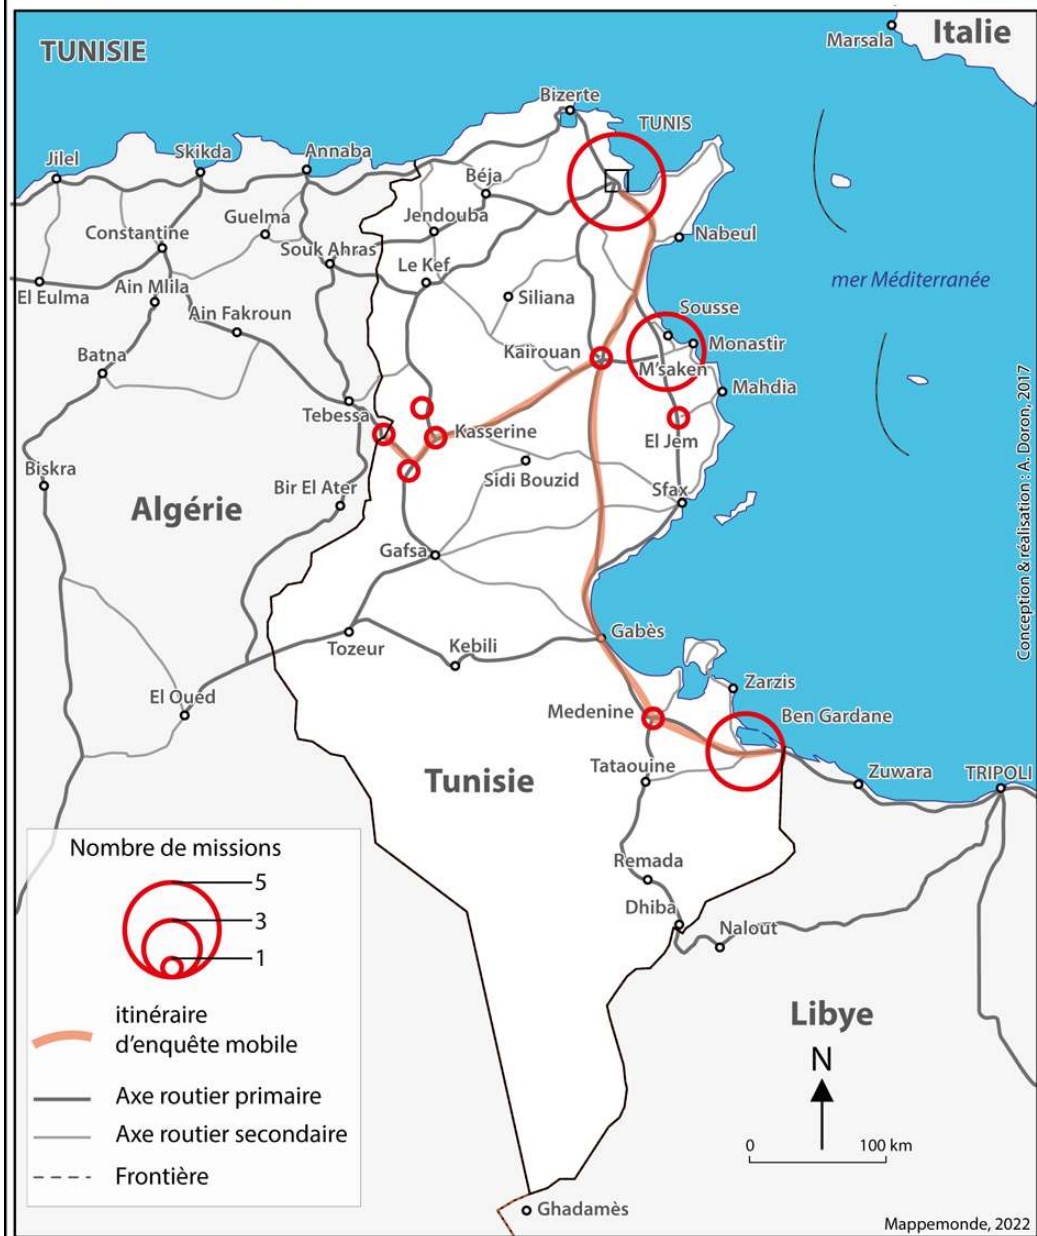 Marsala
Italie
TUNISIE
Bizerte
TUNIS
Jilel
Skikda
Annaba
Béja
Guelma
Jendouba
Constantine
Souk Ahras
Nabeul
Le Kef
El Eulma
Ain Mlila
Siliana
mer Méditerranée
Ain Fakroun
Sousse
Batna
Kairouan
Monastir
M'saken
Mahdia
Tebessa
Kasserine
El Jem
Biskra
Sidi Bouzid
Bir El Ater
Sfax
Algérie
Gafsa
Conception & réalisation : A. Doron, 2017
Gabès
Tozeur
Kebili
El Oued
Zarzis
Medenine
Ben Gardane
Tunisie
Tataouine
Zuwara
TRIPOLI
Remada
Dhiba
Nalout
Libye
Nombre de missions
5
3
1
itinéraire
d'enquête mobile
Axe routier primaire
Axe routier secondaire
Frontière
N
0 100 km
Ghadamès
Mappemonde, 2022